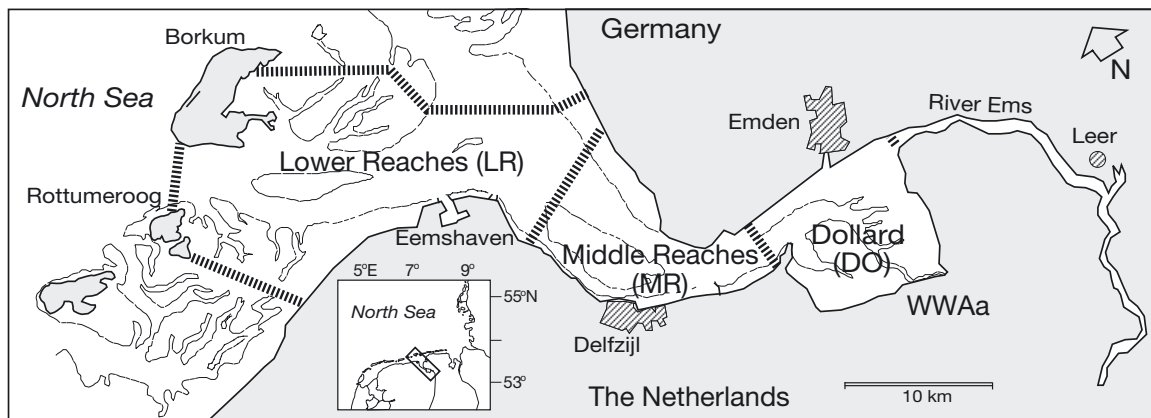 Germany
Borkum
North Sea
N
River Ems
Emden
Leer
Lower Reaches (LR)
Rottumeroog
Eemshaven
Middle Reaches
(MR)
Dollard
(DO)
WWAa
5°E 7° 9°
55°N
North Sea
53°
Delfzijl
The Netherlands
10 km